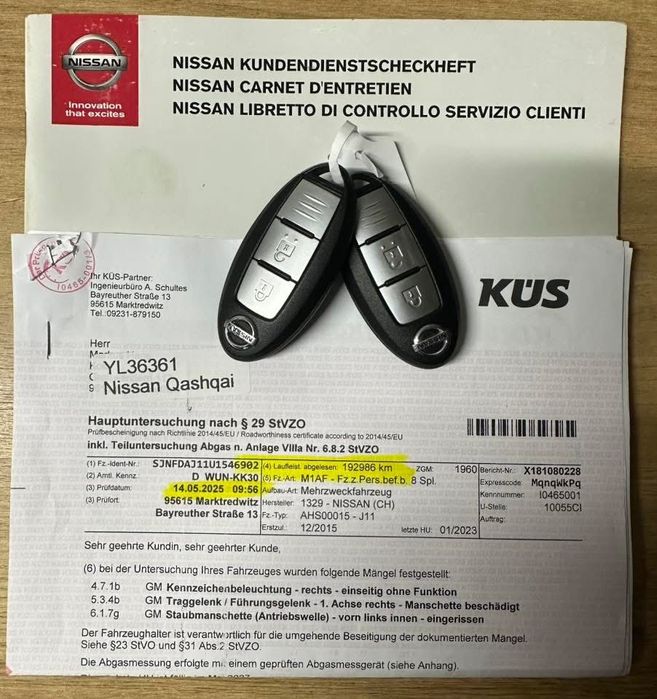 NISSAN
Innovation
that excites
NISSAN KUNDENDIENSTSCHECKHEFT
NISSAN CARNET D'ENTRETIEN
NISSAN LIBRETTO DI CONTROLLO SERVIZIO CLIENTI
Ihr KÜS-Partner:
Ingenieurbüro A. Schultes
Bayreuther Straße 13
95615 Marktredwitz
Tel.:09231-879150
KÜS
Herr
YL36361
Nissan Qashqai
NISSAN
NISSAN
Hauptuntersuchung nach § 29 StVZO
Prüfbescheinigung nach Richtlinie 2014/45/EU / Roadworthiness certificate according to 2014/45/EU
inkl. Teiluntersuchung Abgas n. Anlage VIIIa Nr. 6.8.2 StVZO
(1) Fz.-Ident-Nr.: SJNFDAJ11U1546902 (4) Laufleist. abgelesen: 192986 km ZGM: 1960 Bericht-Nr.: X181080228
(2) Amtl. Kennz.: D WUN-KK30 (5) Fz.-Art: M1AF - Fz.z.Pers.bef.b. 8 Spl. Expresscode: MqnqWkPq
(3) Prüfdatum: 14.05.2025 09:56 Aufbau-Art: Mehrzweckfahrzeug Kennnummer: I0465001
(3) Prüfort: 95615 Marktredwitz Hersteller: 1329 - NISSAN (CH) U-Stelle: 10055CI
Bayreuther Straße 13 Fz.-Typ: AHS00015 - J11 Auftrag:
Erstzul.: 12/2015 letzte HU: 01/2023
Sehr geehrte Kundin, sehr geehrter Kunde,
(6) bei der Untersuchung Ihres Fahrzeuges wurden folgende Mängel festgestellt:
4.7.1b GM Kennzeichenbeleuchtung - rechts - einseitig ohne Funktion
5.3.4b GM Traggelenk / Führungsgelenk - 1. Achse rechts - Manschette beschädigt
6.1.7g GM Staubmanschette (Antriebswelle) - vorn links innen - eingerissen
Der Fahrzeughalter ist verantwortlich für die umgehende Beseitigung der dokumentierten Mängel.
Siehe §23 StVO und §31 Abs.2 StVZO.
Die Abgasmessung erfolgte mit einem geprüften Abgasmessgerät (siehe Anhang).